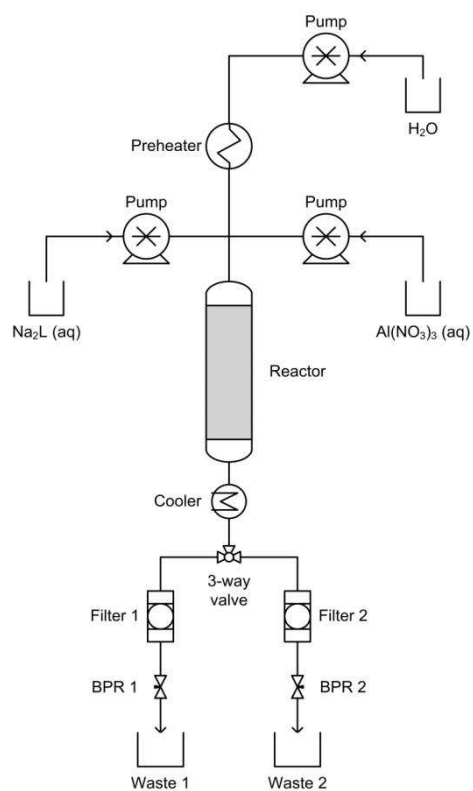 Pump
H₂O
Preheater
Pump
Pump
Na₂L (aq)
Al(NO₃)₃ (aq)
Reactor
Cooler
3-way
valve
Filter 1
Filter 2
BPR 1
BPR 2
Waste 1
Waste 2